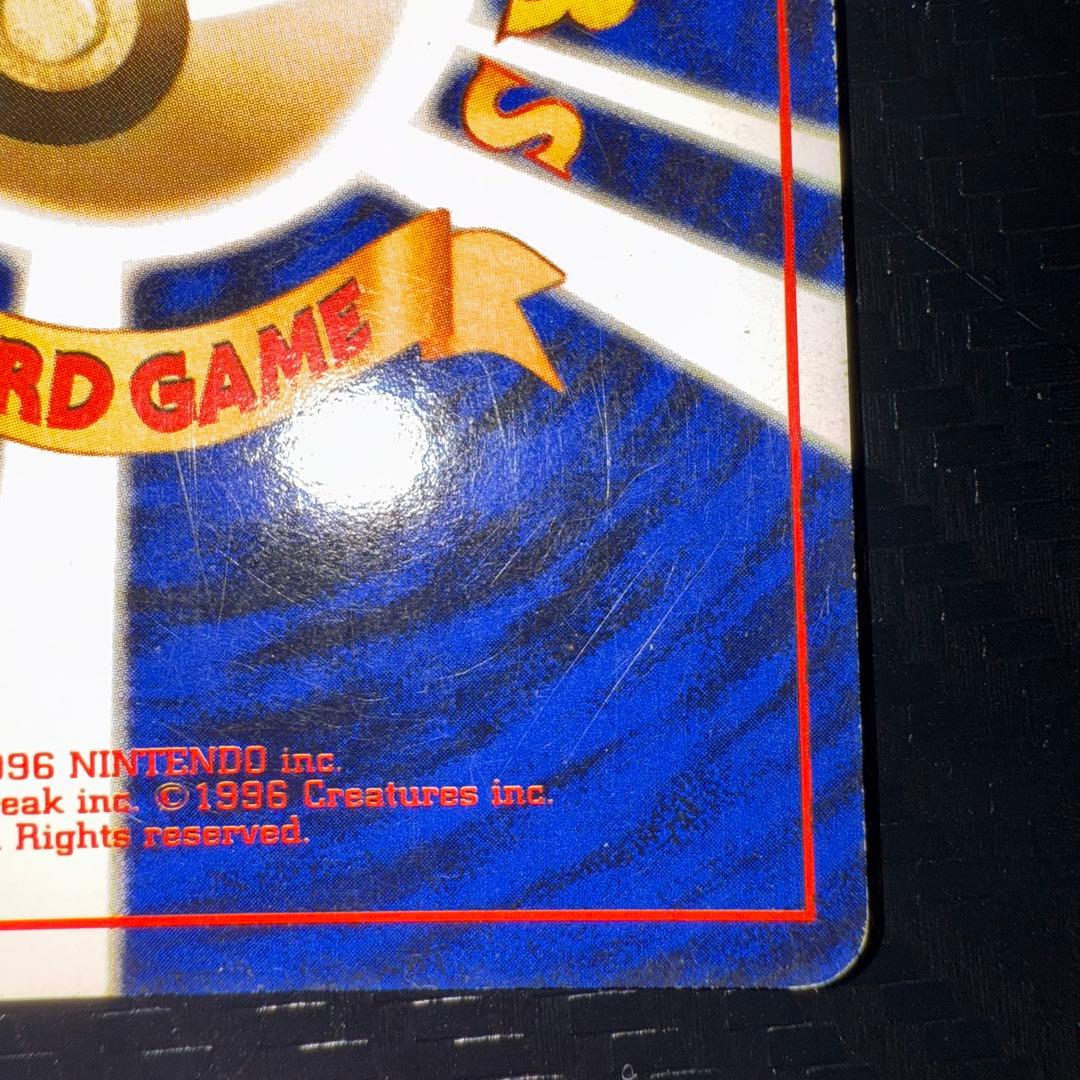 S
RD GAME
996 NINTENDO inc.
eak inc. ©1996 Creatures inc.
Rights reserved.